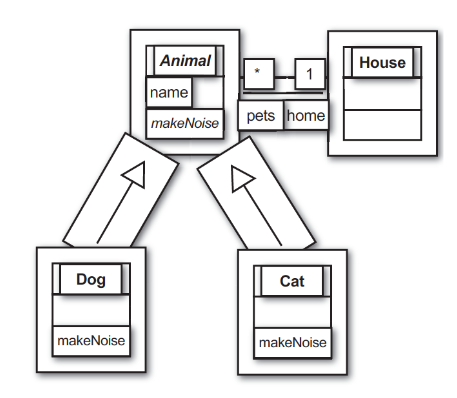 Animal
name
makeNoise
* 1
pets home
House
Dog
makeNoise
Cat
makeNoise